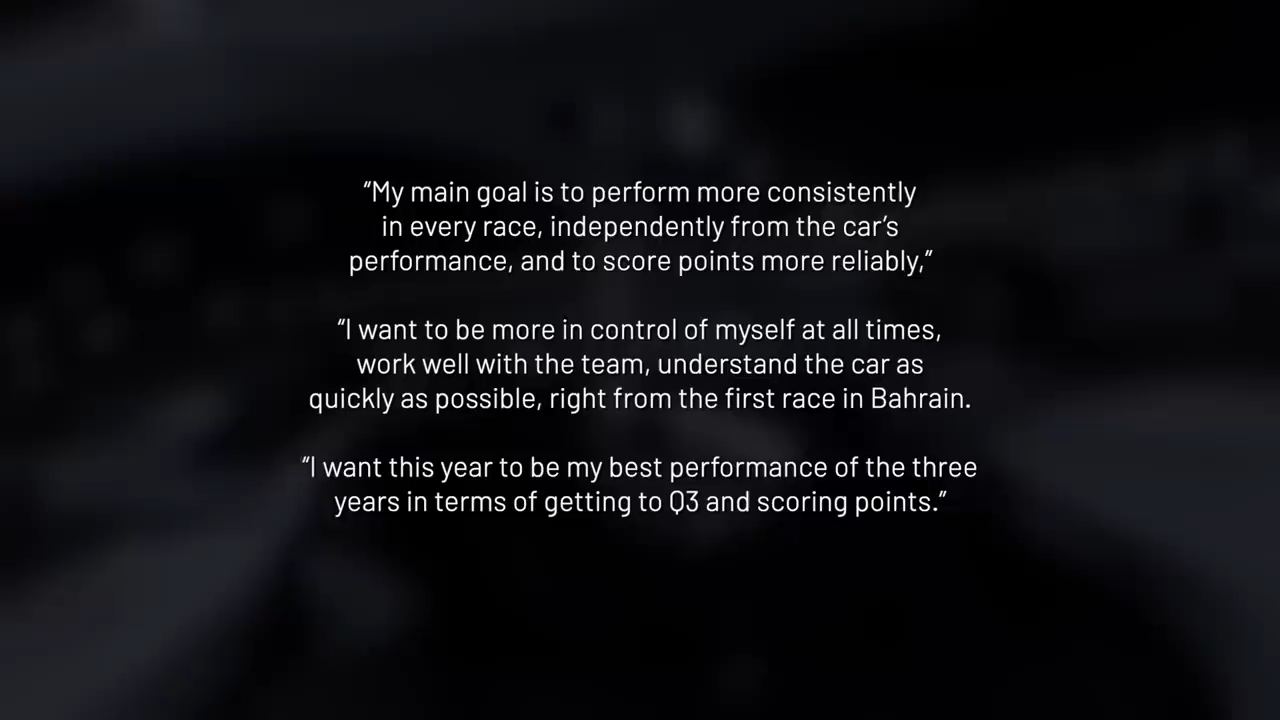 “My main goal is to perform more consistently
in every race, independently from the car’s
performance, and to score points more reliably,”
“I want to be more in control of myself at all times,
work well with the team, understand the car as
quickly as possible, right from the first race in Bahrain.
“I want this year to be my best performance of the three
years in terms of getting to Q3 and scoring points.”